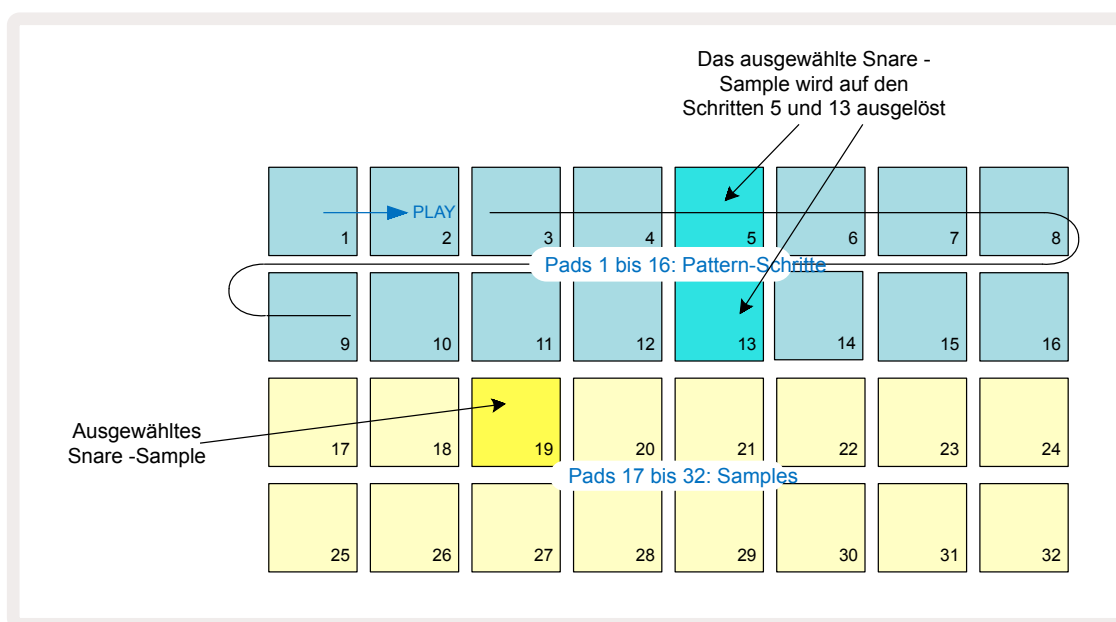 Das ausgewählte Snare -
Sample wird auf den
Schritten 5 und 13 ausgelöst
PLAY
1 2 3 4 5 6 7 8
Pads 1 bis 16: Pattern-Schritte
9 10 11 12 13 14 15 16
Ausgewähltes
Snare -Sample
17 18 19 20 21 22 23 24
Pads 17 bis 32: Samples
25 26 27 28 29 30 31 32